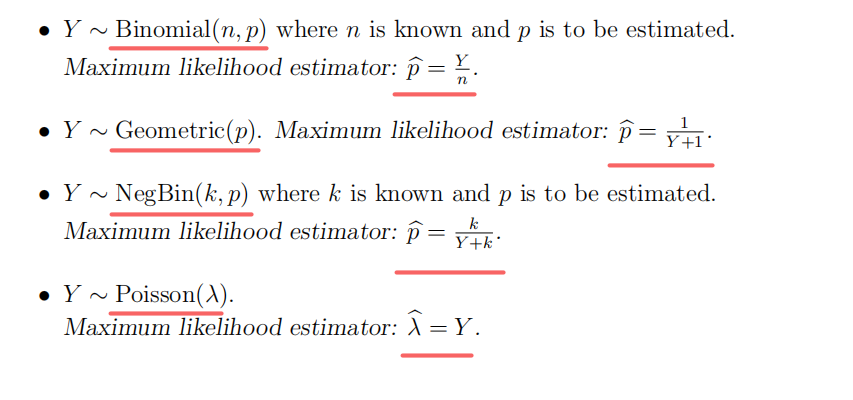 • Y ∼ Binomial(n, p) where n is known and p is to be estimated.
Maximum likelihood estimator: p̂ = Y/n.
• Y ∼ Geometric(p). Maximum likelihood estimator: p̂ = 1/(Y+1).
• Y ∼ NegBin(k, p) where k is known and p is to be estimated.
Maximum likelihood estimator: p̂ = k/(Y+k).
• Y ∼ Poisson(λ).
Maximum likelihood estimator: λ̂ = Y.